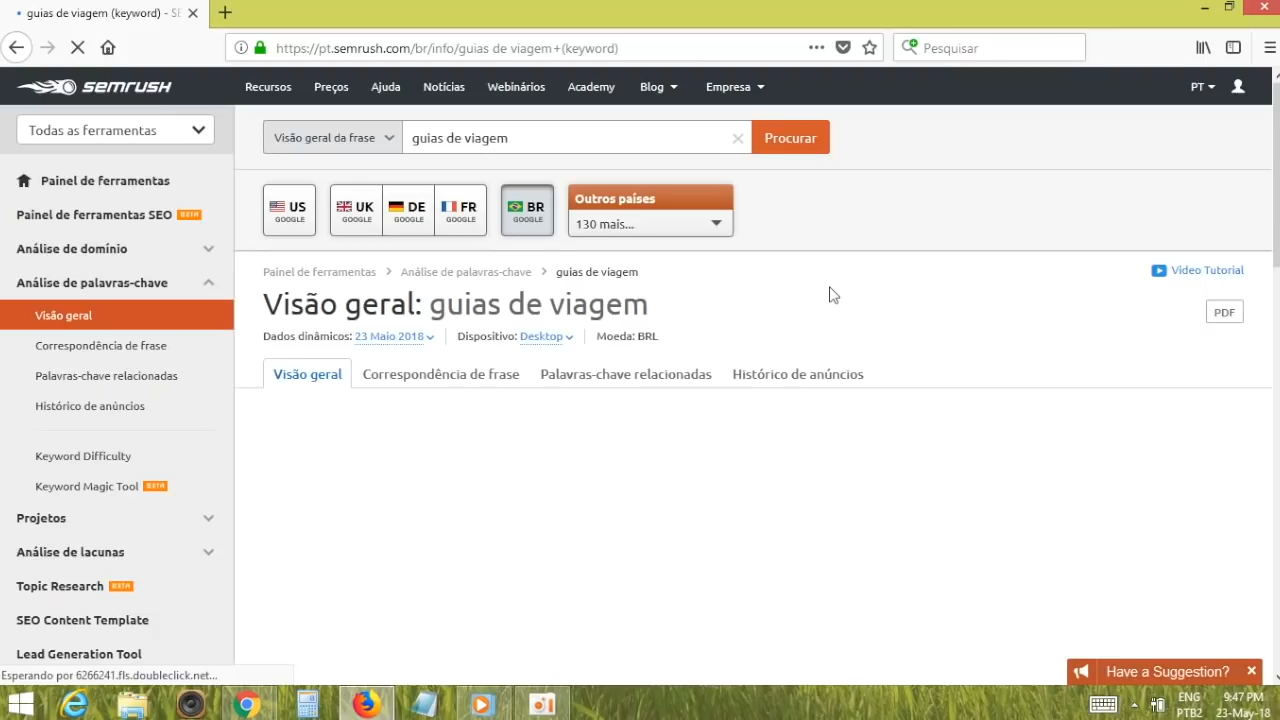 guias de viagem (keyword) - SE
https://pt.semrush.com/br/info/guias de viagem+(keyword)
Pesquisar
semrush
Recursos
Preços
Ajuda
Notícias
Webinários
Academy
Blog
Empresa
PT
Todas as ferramentas
Visão geral da frase
guias de viagem
Procurar
Painel de ferramentas
Painel de ferramentas SEO BETA
Análise de domínio
Análise de palavras-chave
Visão geral
Correspondência de frase
Palavras-chave relacionadas
Histórico de anúncios
Keyword Difficulty
Keyword Magic Tool BETA
Projetos
Análise de lacunas
Topic Research BETA
SEO Content Template
Lead Generation Tool
US
GOOGLE
UK
GOOGLE
DE
GOOGLE
FR
GOOGLE
BR
GOOGLE
Outros países
130 mais...
Painel de ferramentas > Análise de palavras-chave > guias de viagem
Video Tutorial
Visão geral: guias de viagem
PDF
Dados dinâmicos: 23 Maio 2018
Dispositivo: Desktop
Moeda: BRL
Visão geral
Correspondência de frase
Palavras-chave relacionadas
Histórico de anúncios
Esperando por 6266241.fls.doubleclick.net...
Have a Suggestion?
ENG
PTB2
9:47 PM
23-May-18